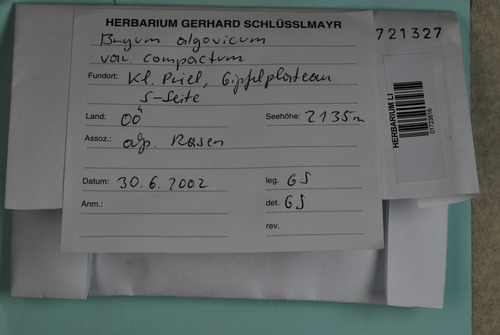 HERBARIUM GERHARD SCHLÜSSLMAYR
Bryum algovicum
var. compactum
Fundort: Kl. Priel, Gipfelplateau
S-Seite
Land: OÖ Seehöhe: 2135m
Assoz.: alp. Rasen
Datum: 30.6.2002 leg. GS
Anm.: det. GS
rev.
721327
HERBARIUM LI